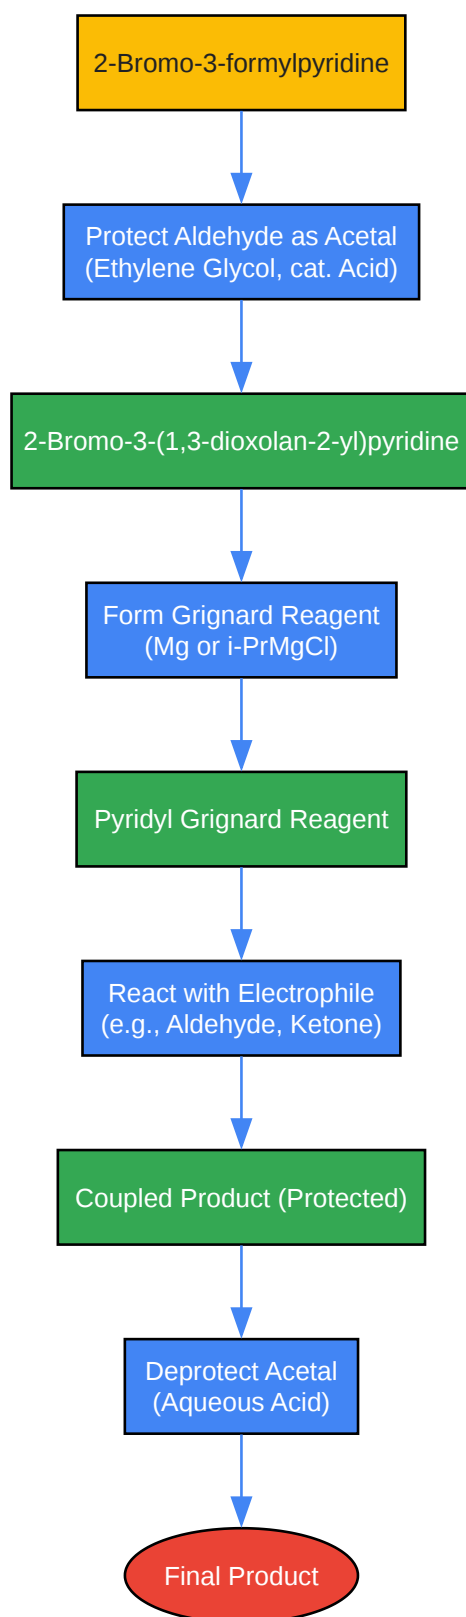 2-Bromo-3-formylpyridine
Protect Aldehyde as Acetal
(Ethylene Glycol, cat. Acid)
2-Bromo-3-(1,3-dioxolan-2-yl)pyridine
Form Grignard Reagent
(Mg or i-PrMgCl)
Pyridyl Grignard Reagent
React with Electrophile
(e.g., Aldehyde, Ketone)
Coupled Product (Protected)
Deprotect Acetal
(Aqueous Acid)
Final Product